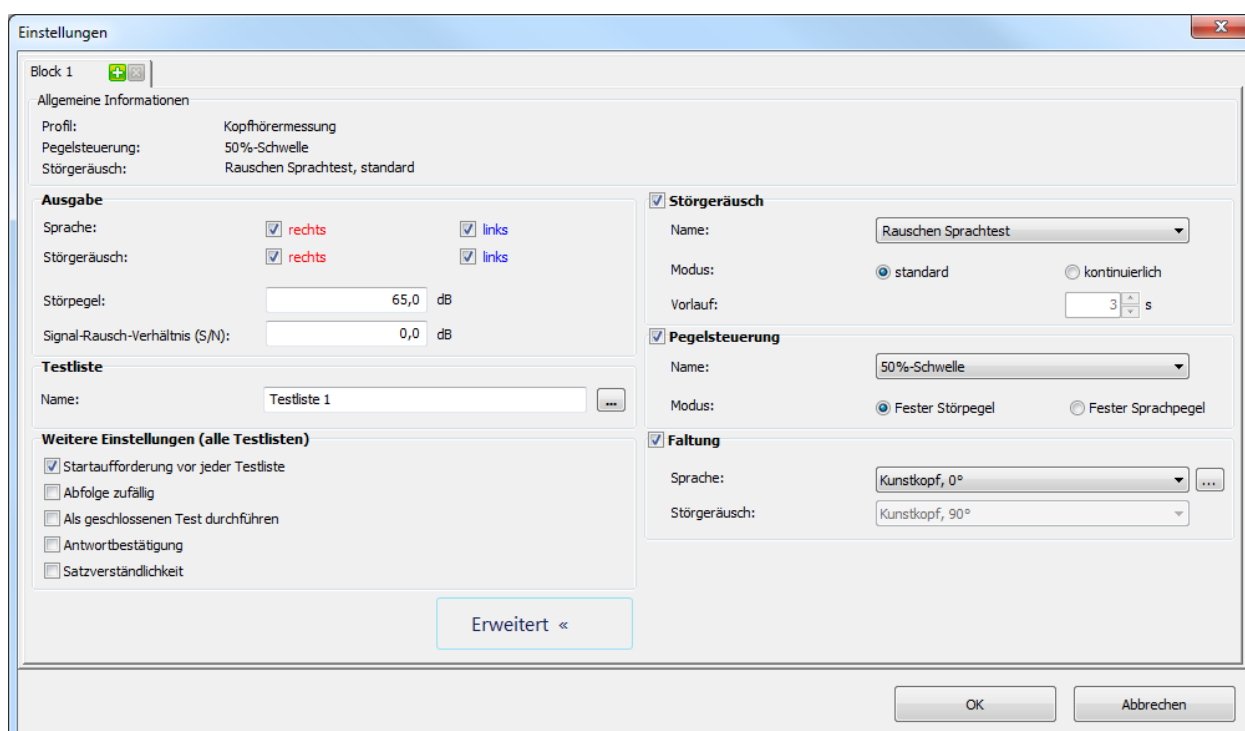 Einstellungen
Block 1
Allgemeine Informationen
Profil: Kopfhörermessung
Pegelsteuerung: 50%-Schwelle
Störgeräusch: Rauschen Sprachtest, standard
Ausgabe
Sprache: rechts links
Störgeräusch: rechts links
Störpegel: 65,0 dB
Signal-Rausch-Verhältnis (S/N): 0,0 dB
Testliste
Name: Testliste 1 ...
Weitere Einstellungen (alle Testlisten)
Startaufforderung vor jeder Testliste
Abfolge zufällig
Als geschlossenen Test durchführen
Antwortbestätigung
Satzverständlichkeit
Erweitert «
Störgeräusch
Name: Rauschen Sprachtest
Modus: standard kontinuierlich
Vorlauf: 3 s
Pegelsteuerung
Name: 50%-Schwelle
Modus: Fester Störpegel Fester Sprachpegel
Faltung
Sprache: Kunstkopf, 0° ...
Störgeräusch: Kunstkopf, 90°
OK Abbrechen